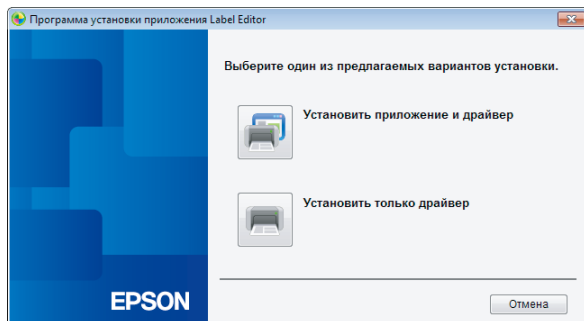 Программа установки приложения Label Editor
Выберите один из предлагаемых вариантов установки.
Установить приложение и драйвер
Установить только драйвер
EPSON
Отмена